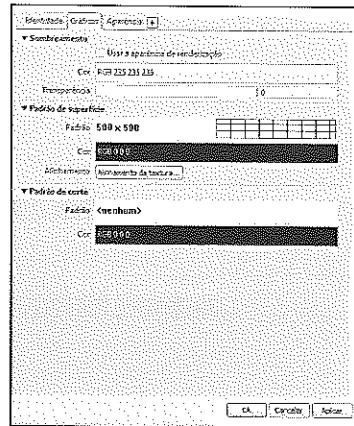 Identidade Gráficos Aparência +
▼ Sombreamento
Usar a aparência de renderização
Cor RGB 235 235 235
Transparência 0
▼ Padrão de superfície
Padrão 500 x 500
Cor RGB 0 0 0
Alinhamento Alinhamento da textura...
▼ Padrão de corte
Padrão <nenhum>
Cor RGB 0 0 0
OK Cancelar Aplicar